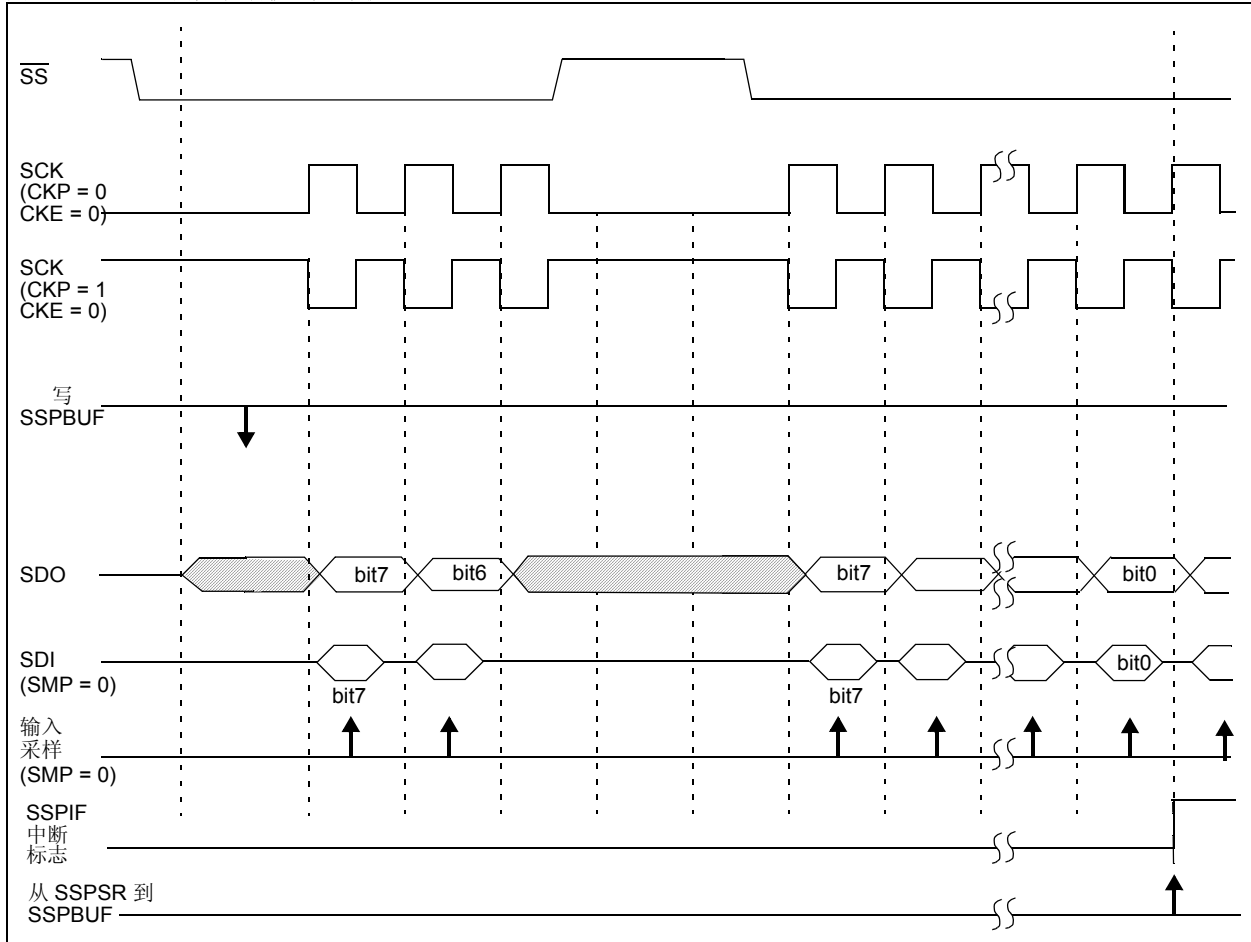 SS
SCK
(CKP = 0
CKE = 0)
SCK
(CKP = 1
CKE = 0)
写
SSPBUF
SDO
bit7
bit6
bit7
bit0
SDI
(SMP = 0)
bit7
bit7
bit0
输入
采样
(SMP = 0)
SSPIF
中断
标志
从 SSPSR 到
SSPBUF